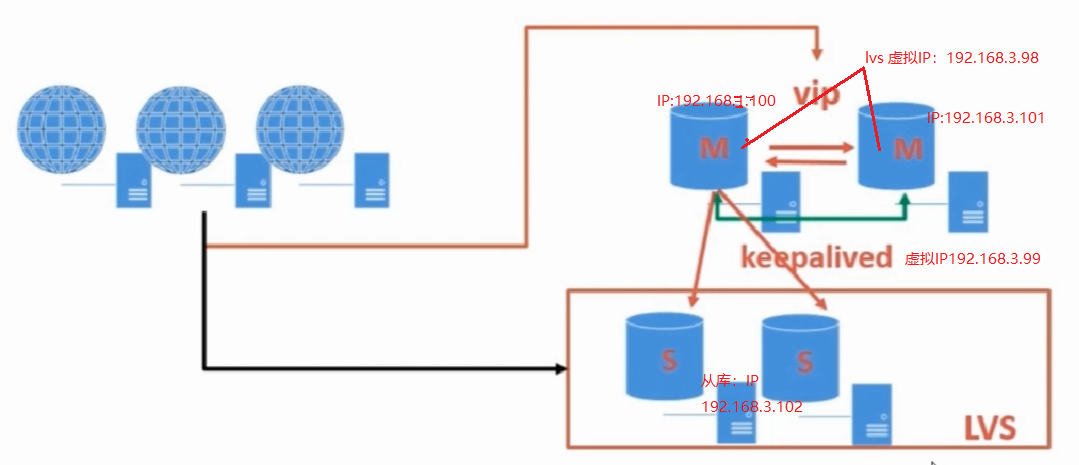 lvs 虚拟IP：192.168.3.98
vip
IP:192.168.1:100
IP:192.168.3.101
M
M
keepalived
虚拟IP192.168.3.99
S
S
从库：IP
192.168.3.102
LVS